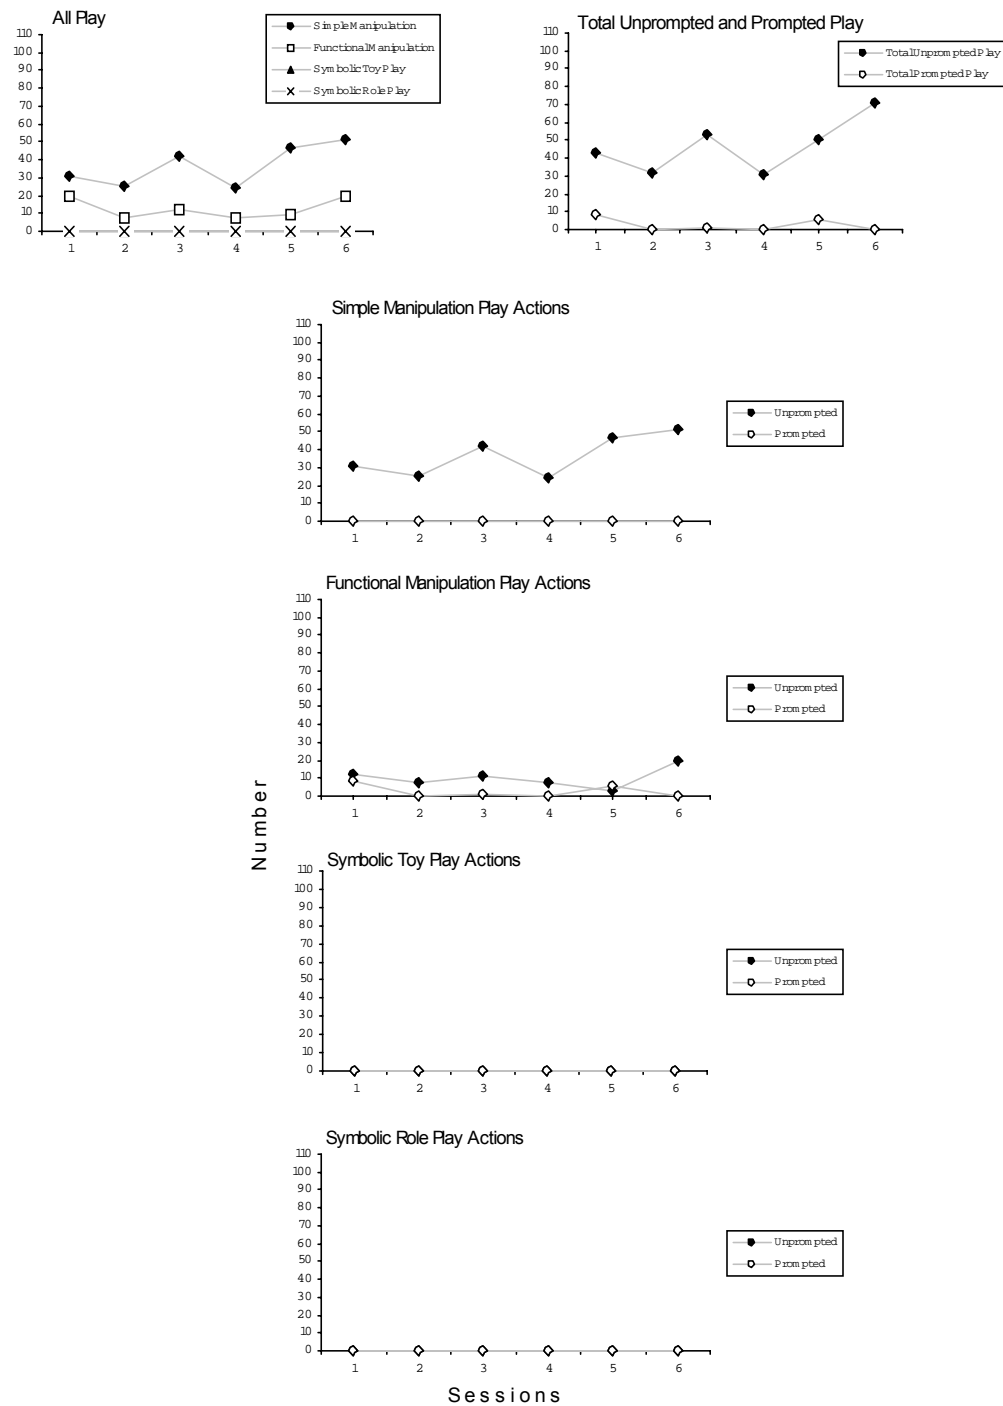 All Play
110
100
90
80
70
60
50
40
30
20
10
0
1 2 3 4 5 6
Simple Manipulation
Functional Manipulation
Symbolic Toy Play
Symbolic Role Play
Total Unprompted and Prompted Play
110
100
90
80
70
60
50
40
30
20
10
0
1 2 3 4 5 6
Total Unprompted Play
Total Prompted Play
Simple Manipulation Play Actions
110
100
90
80
70
60
50
40
30
20
10
0
1 2 3 4 5 6
Unprompted
Prompted
Functional Manipulation Play Actions
110
100
90
80
70
60
50
40
30
20
10
0
1 2 3 4 5 6
Unprompted
Prompted
Number
Symbolic Toy Play Actions
110
100
90
80
70
60
50
40
30
20
10
0
1 2 3 4 5 6
Unprompted
Prompted
Symbolic Role Play Actions
110
100
90
80
70
60
50
40
30
20
10
0
1 2 3 4 5 6
Unprompted
Prompted
Sessions